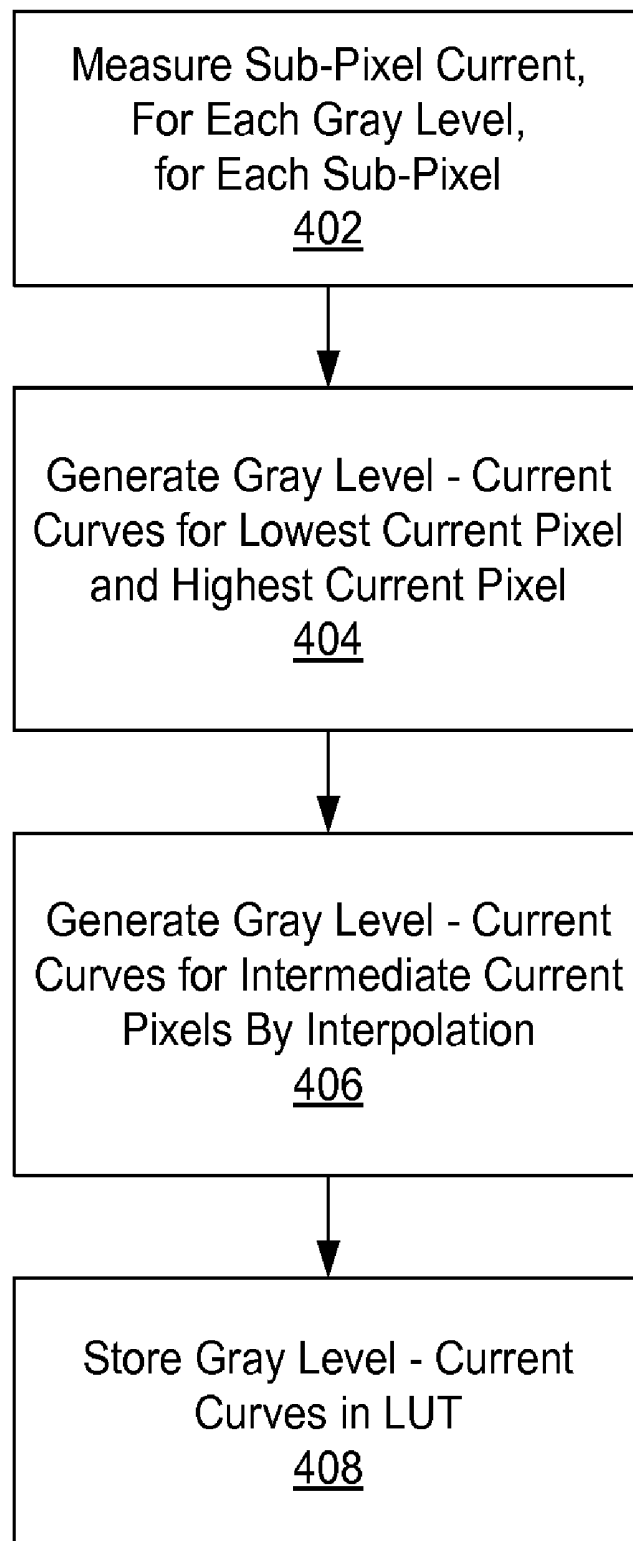 Measure Sub-Pixel Current,
For Each Gray Level,
for Each Sub-Pixel
402
Generate Gray Level - Current
Curves for Lowest Current Pixel
and Highest Current Pixel
404
Generate Gray Level - Current
Curves for Intermediate Current
Pixels By Interpolation
406
Store Gray Level - Current
Curves in LUT
408